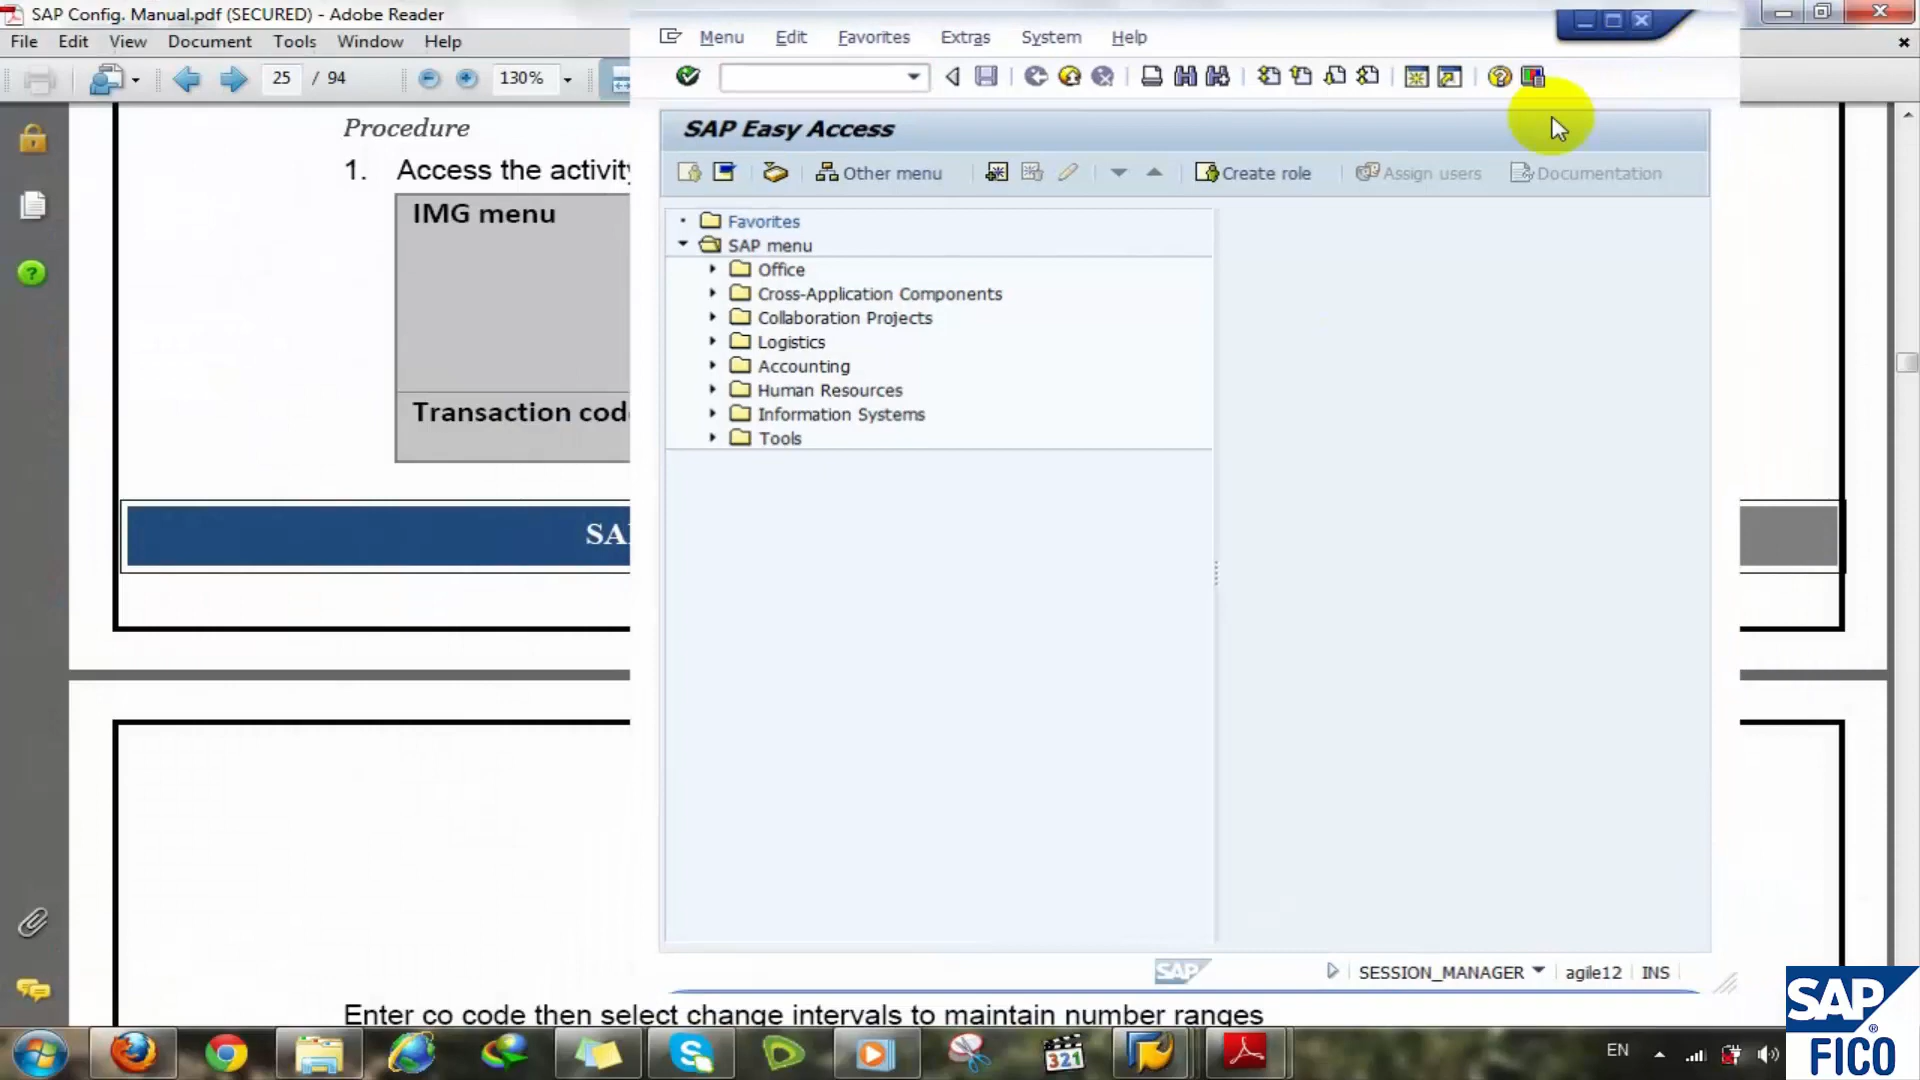 SAP Config. Manual.pdf (SECURED) - Adobe Reader
File Edit View Document Tools Window Help
25 / 94 130%
Procedure
1. Access the activity
IMG menu
Transaction cod
SA
Enter co code then select change intervals to maintain number ranges
Menu Edit Favorites Extras System Help
SAP Easy Access
Other menu Create role Assign users Documentation
Favorites
SAP menu
Office
Cross-Application Components
Collaboration Projects
Logistics
Accounting
Human Resources
Information Systems
Tools
SAP SESSION_MANAGER agile12 INS
321
EN
SAP ®
FICO